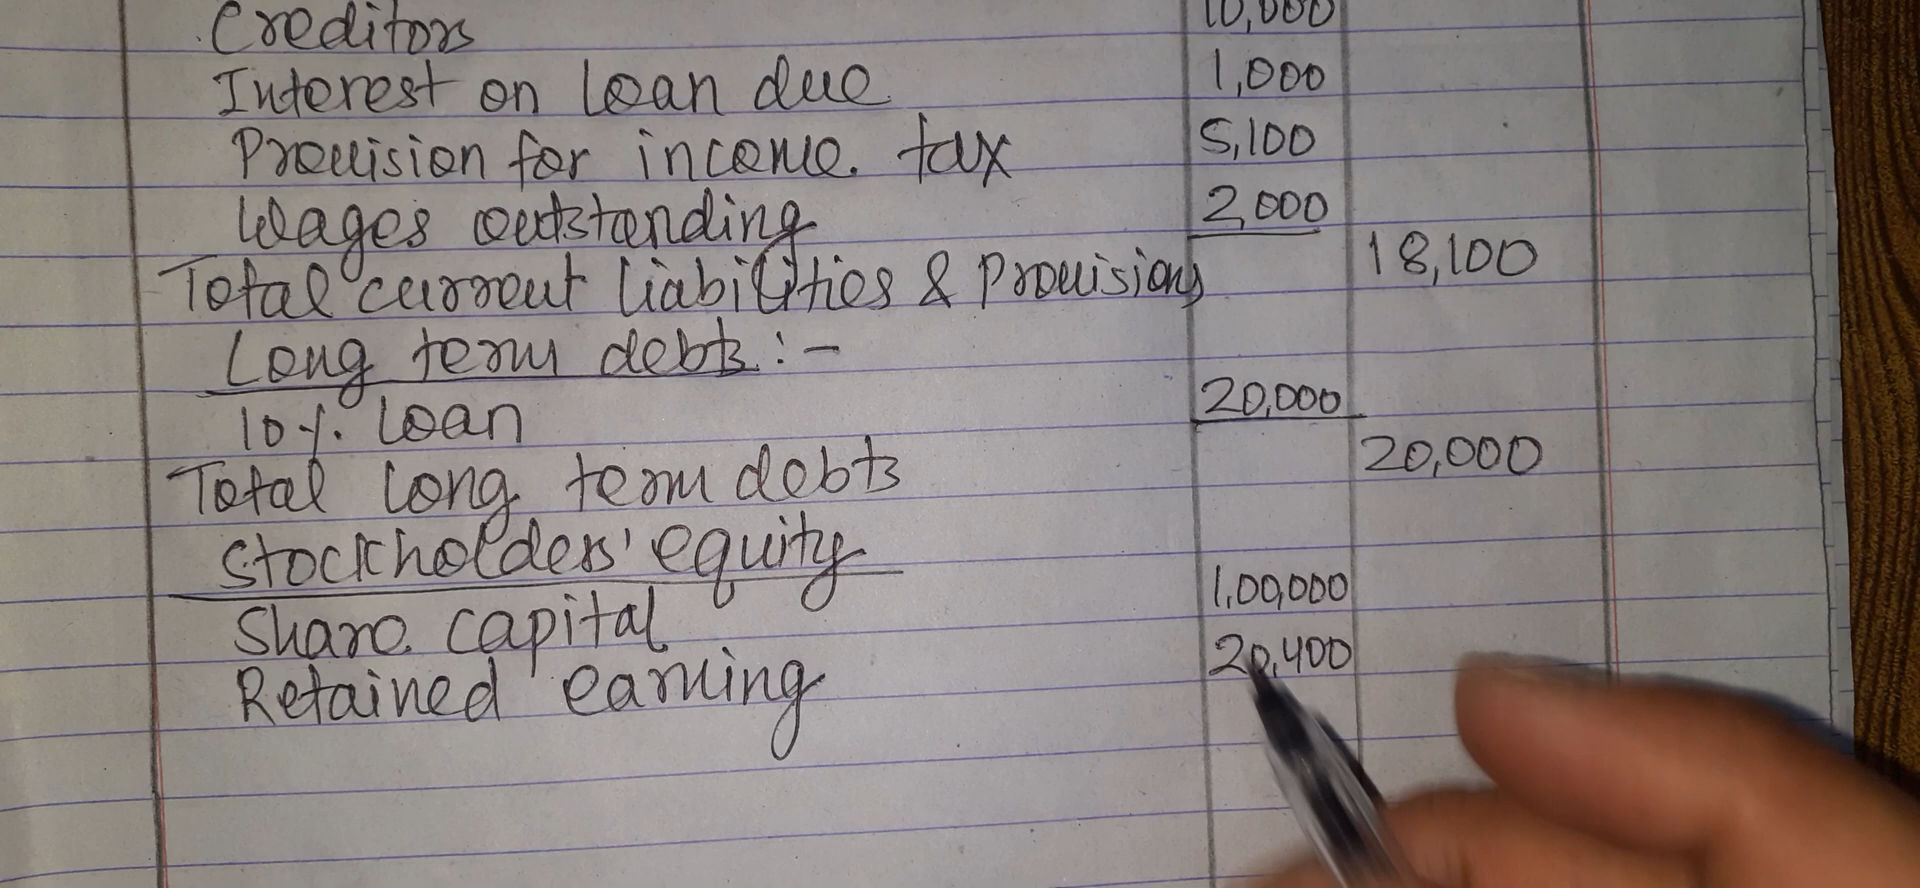 Creditors 10,000
Interest on loan due 1,000
Provision for income tax 5,100
Wages outstanding 2,000
Total current liabilities & Provisions 18,100
Long term debts :-
10%. loan 20,000
Total long term debts 20,000
Stockholders' equity
Share capital 1,00,000
Retained earning 20,400